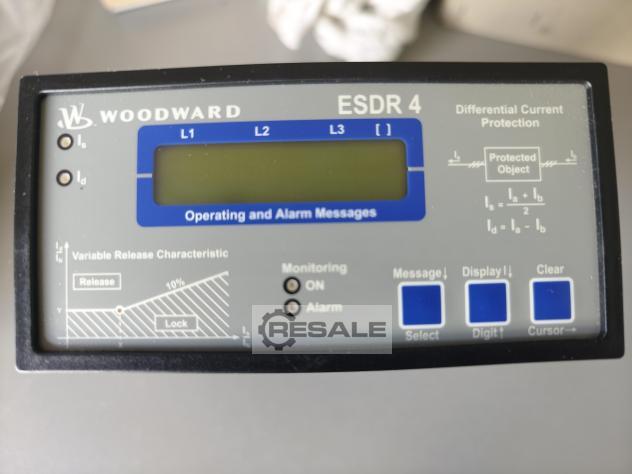 WOODWARD
ESDR 4
L1 L2 L3 [ ]
Operating and Alarm Messages
Is
Id
Differential Current
Protection
Protected
Object
Is = Ia + Ib
2
Id = Ia - Ib
Variable Release Characteristic
Release
10%
Lock
Monitoring
ON
Alarm
Message↓
Select
Display I↓
Digit↑
Clear
Cursor→
RESALE